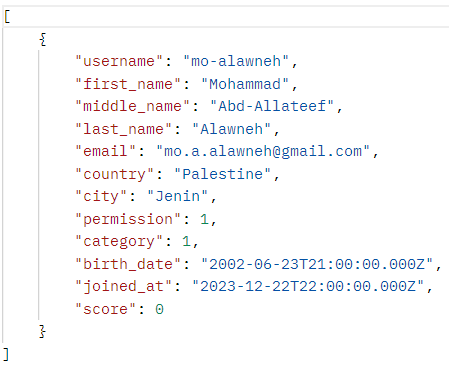 [
    {
        "username": "mo-alawneh",
        "first_name": "Mohammad",
        "middle_name": "Abd-Allateef",
        "last_name": "Alawneh",
        "email": "mo.a.alawneh@gmail.com",
        "country": "Palestine",
        "city": "Jenin",
        "permission": 1,
        "category": 1,
        "birth_date": "2002-06-23T21:00:00.000Z",
        "joined_at": "2023-12-22T22:00:00.000Z",
        "score": 0
    }
]